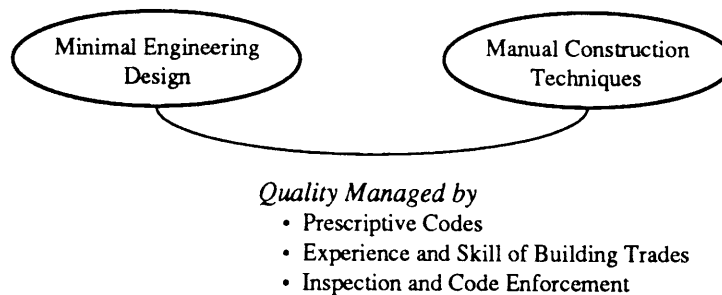 Minimal Engineering
Design
Manual Construction
Techniques
Quality Managed by
• Prescriptive Codes
• Experience and Skill of Building Trades
• Inspection and Code Enforcement